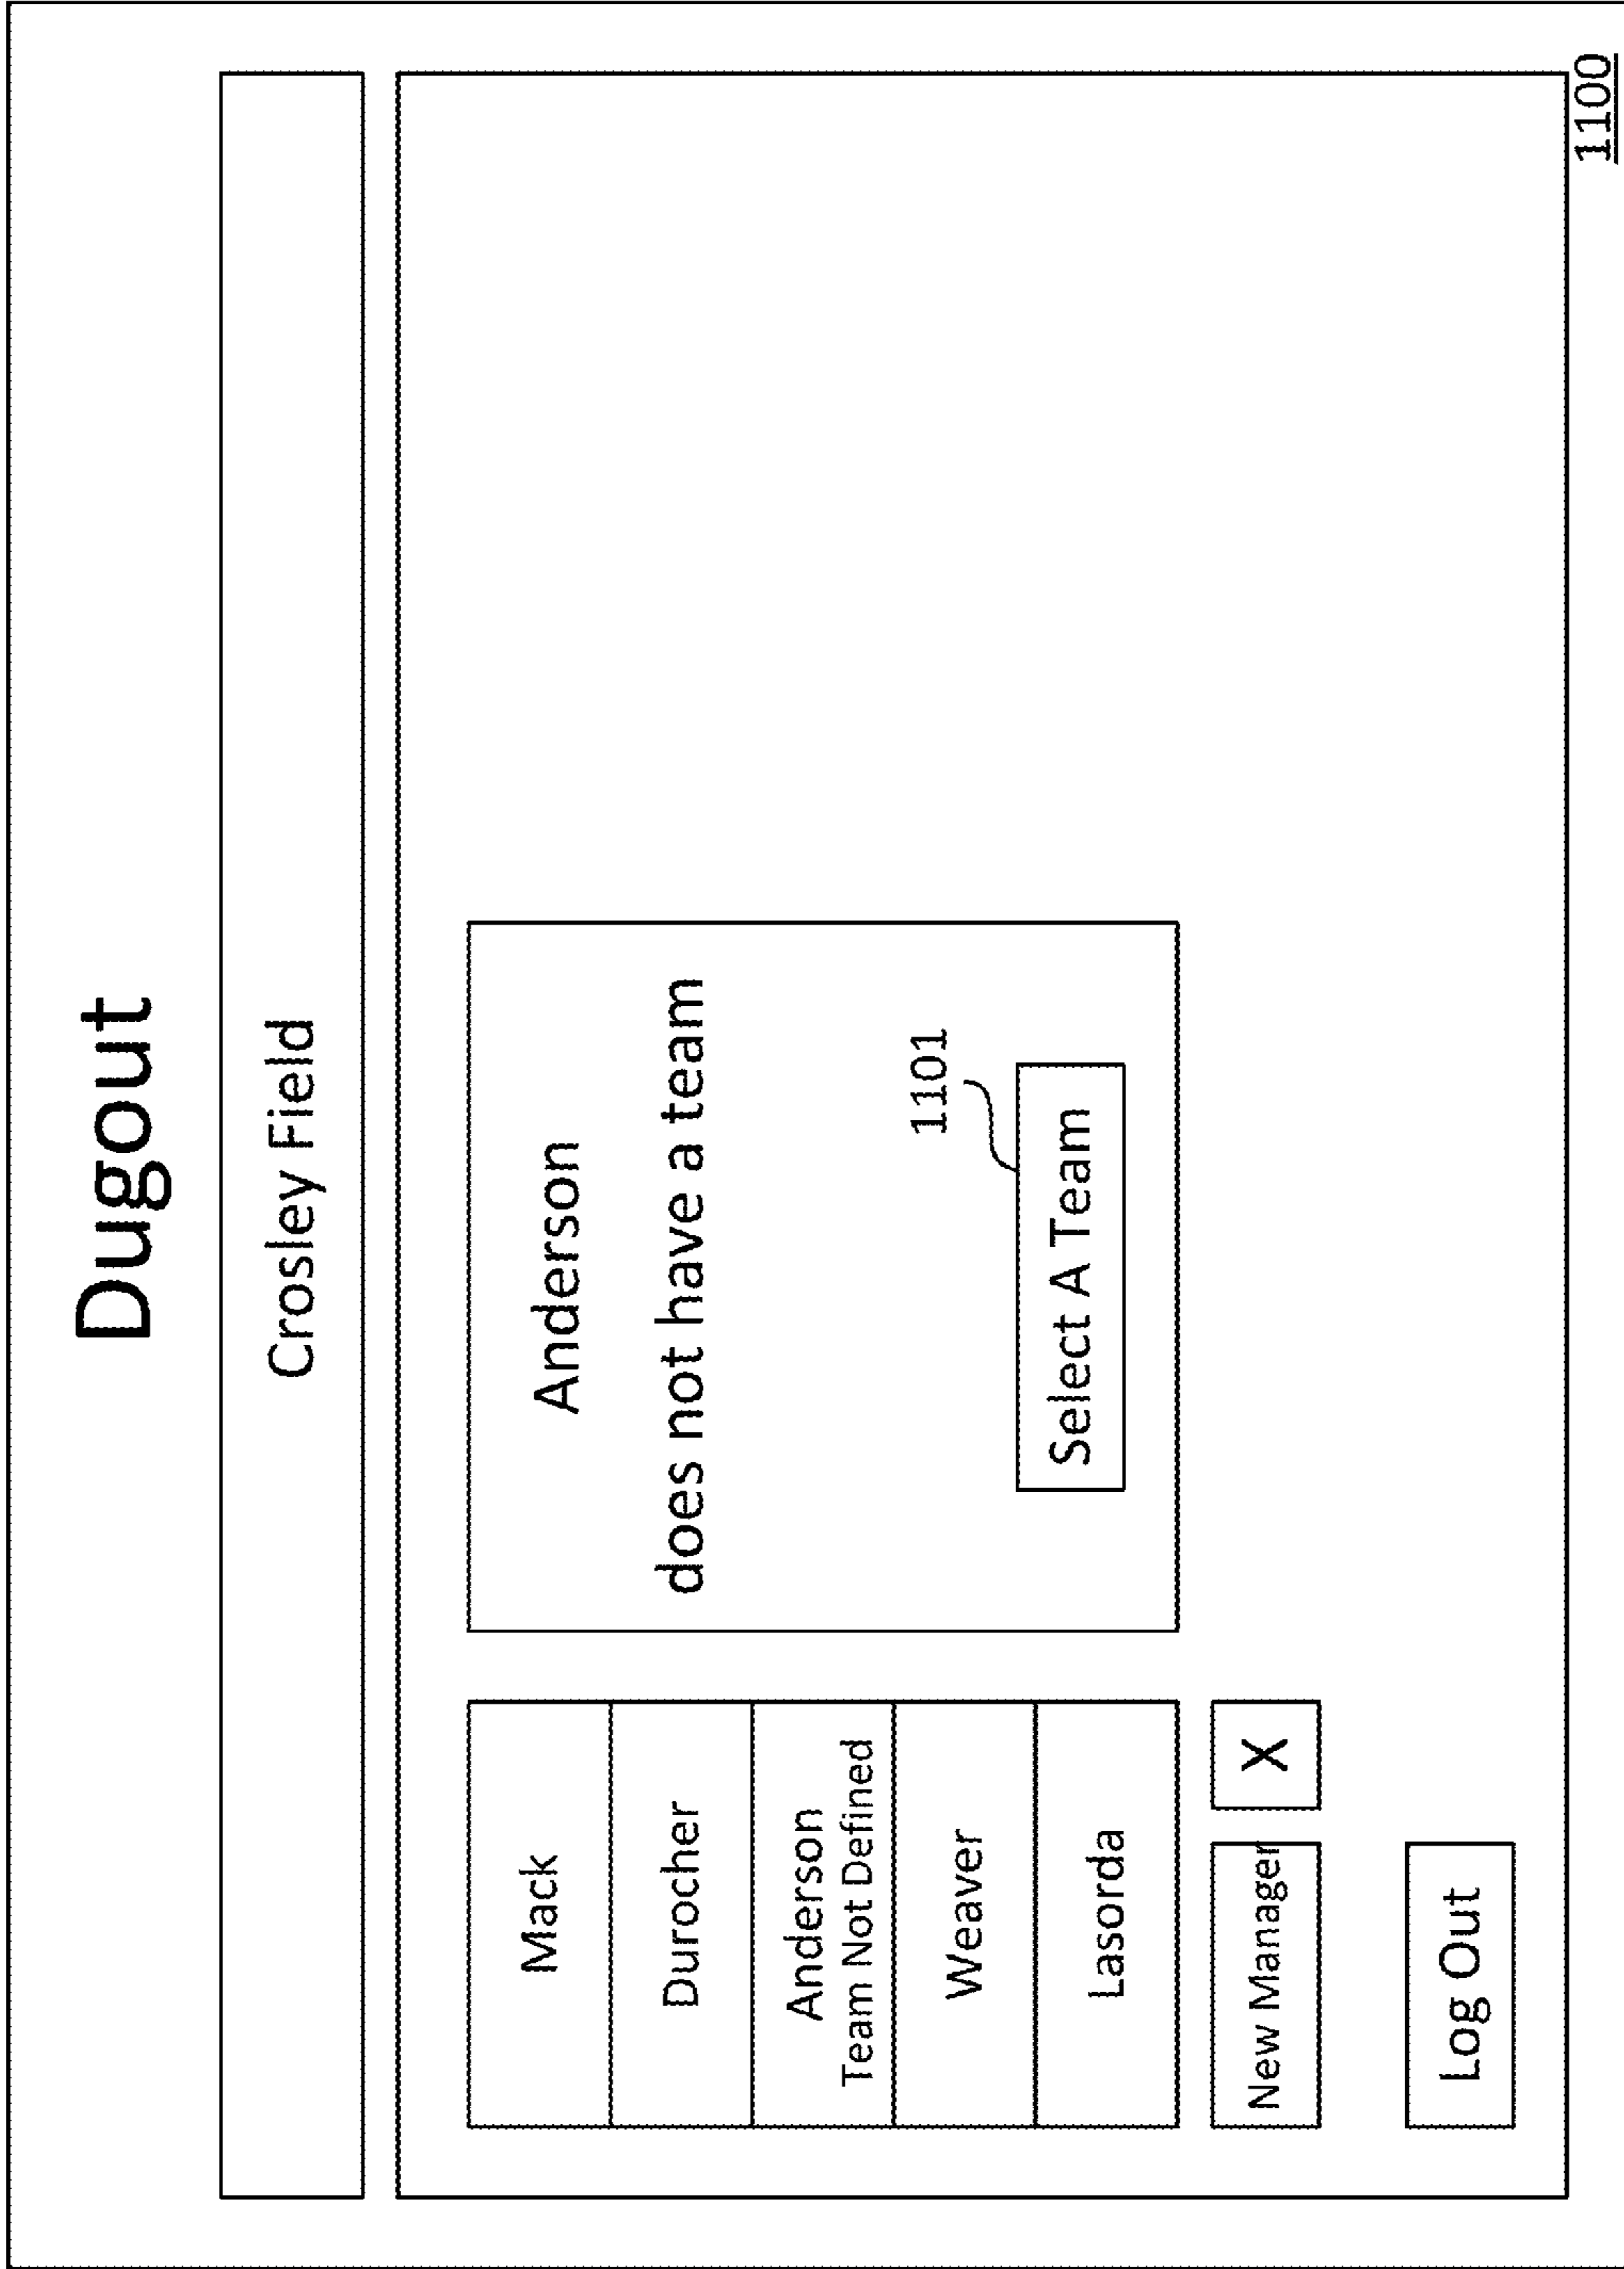 Dugout
Crosley Field
Mack
Durocher
Anderson
Team Not Defined
Weaver
Lasorda
New Manager
X
Log Out
Anderson
does not have a team
1101
Select A Team
1100